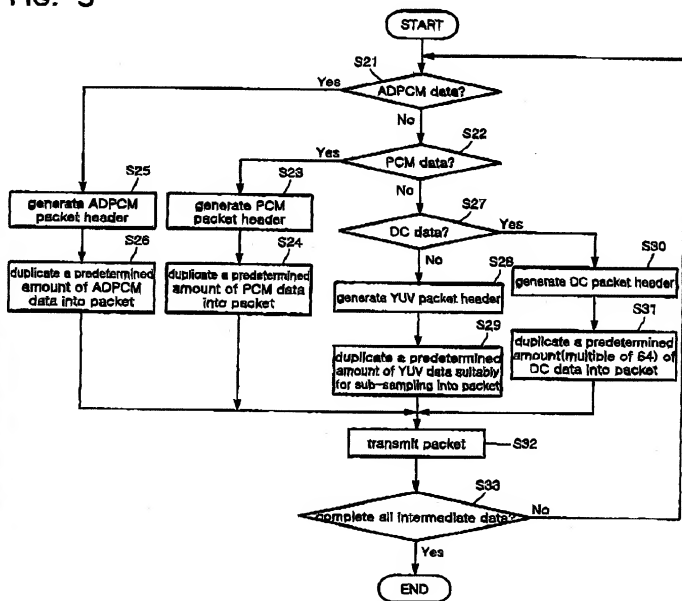 START
S21
Yes
ADPCM data?
No
S22
Yes
PCM data?
No
S25
generate ADPCM
packet header
S23
generate PCM
packet header
S27
DC data?
Yes
No
S26
duplicate a predetermined
amount of ADPCM
data into packet
S24
duplicate a predetermined
amount of PCM data
into packet
S28
generate YUV packet header
S30
generate DC packet header
S29
duplicate a predetermined
amount of YUV data suitably
for sub-sampling into packet
S31
duplicate a predetermined
amount(multiple of 64) of
DC data into packet
transmit packet
S32
S33
complete all intermediate data?
No
Yes
END